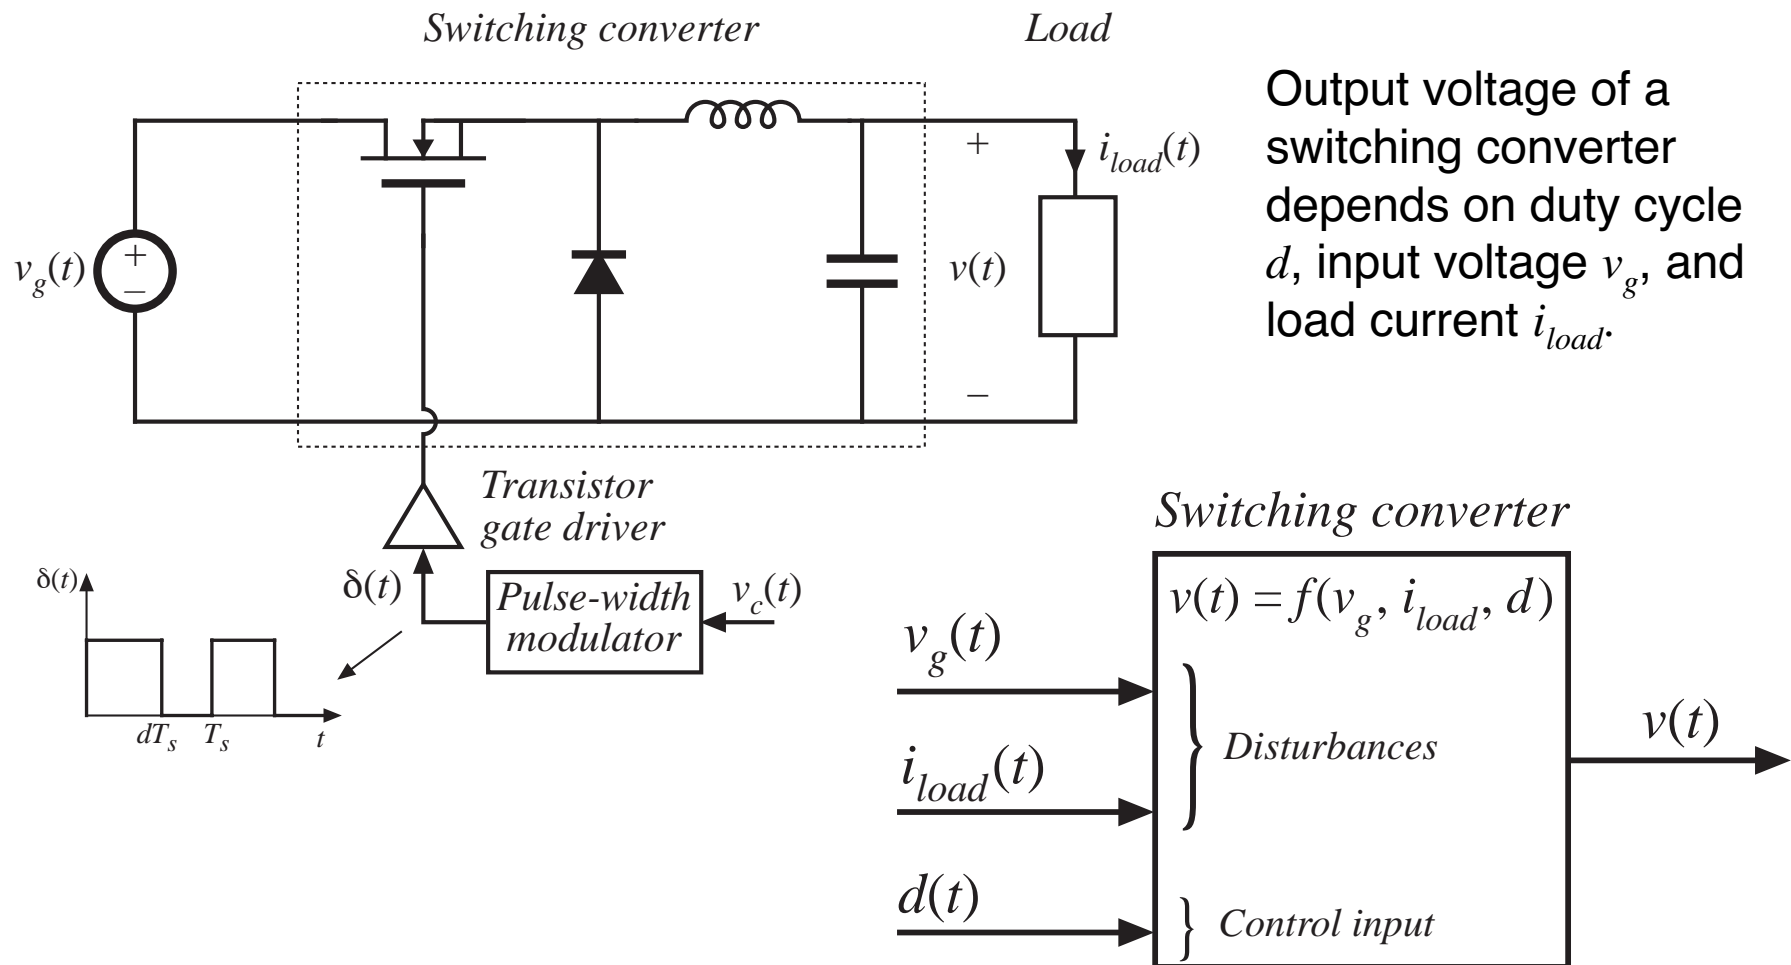 Switching converter
Load
Output voltage of a
switching converter
depends on duty cycle
d, input voltage v_g, and
load current i_load.
+
i_load(t)
v_g(t)
+
–
v(t)
–
Transistor
gate driver
δ(t)
δ(t)
Pulse-width
modulator
v_c(t)
dT_s
T_s
t
Switching converter
v(t) = f(v_g, i_load, d)
v_g(t)
i_load(t)
} Disturbances
v(t)
d(t)
} Control input